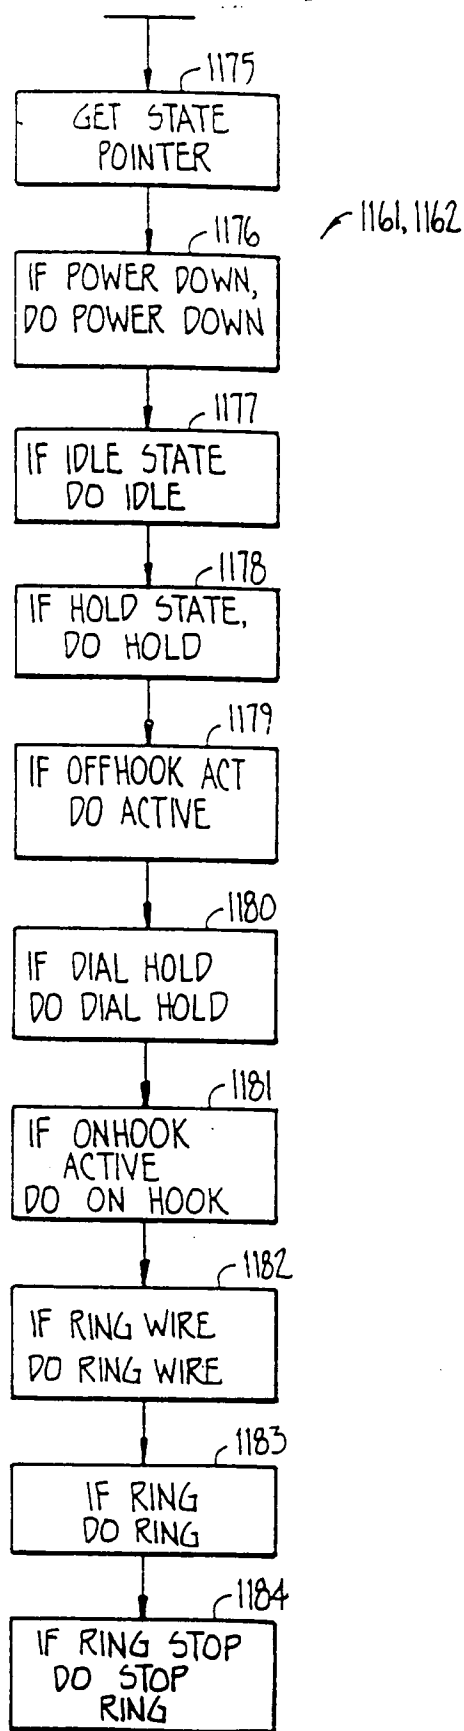 1175
GET STATE
POINTER
1161, 1162
1176
IF POWER DOWN,
DO POWER DOWN
1177
IF IDLE STATE
DO IDLE
1178
IF HOLD STATE,
DO HOLD
1179
IF OFFHOOK ACT
DO ACTIVE
1180
IF DIAL HOLD
DO DIAL HOLD
1181
IF ONHOOK
ACTIVE
DO ON HOOK
1182
IF RING WIRE
DO RING WIRE
1183
IF RING
DO RING
1184
IF RING STOP
DO STOP
RING